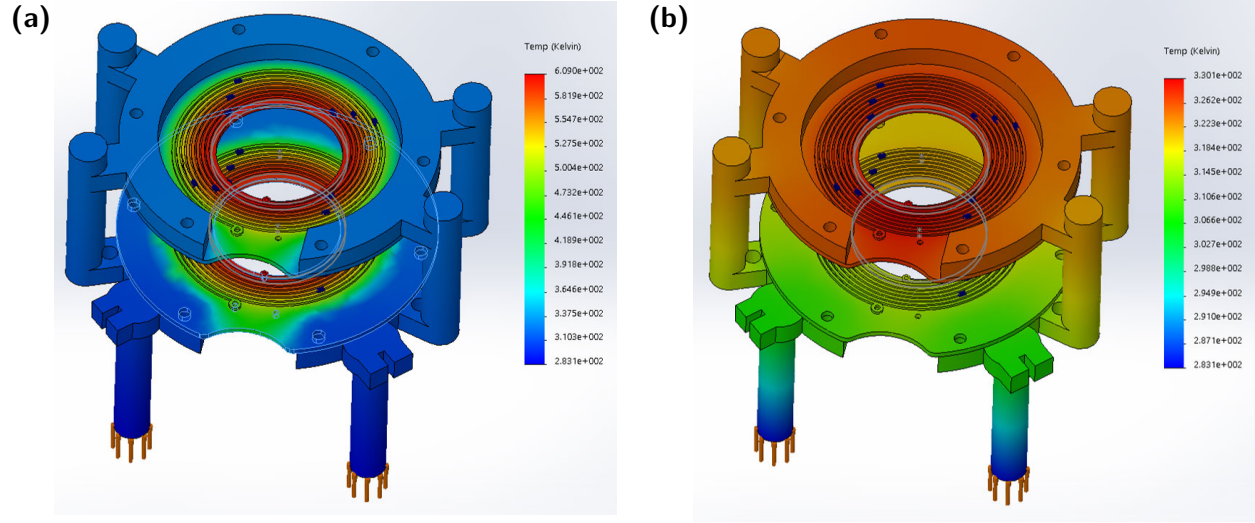 (a)
Temp (Kelvin)
6.090e+002
5.819e+002
5.547e+002
5.275e+002
5.004e+002
4.732e+002
4.461e+002
4.189e+002
3.918e+002
3.646e+002
3.375e+002
3.103e+002
2.831e+002
(b)
Temp (Kelvin)
3.301e+002
3.262e+002
3.223e+002
3.184e+002
3.145e+002
3.106e+002
3.066e+002
3.027e+002
2.988e+002
2.949e+002
2.910e+002
2.871e+002
2.831e+002